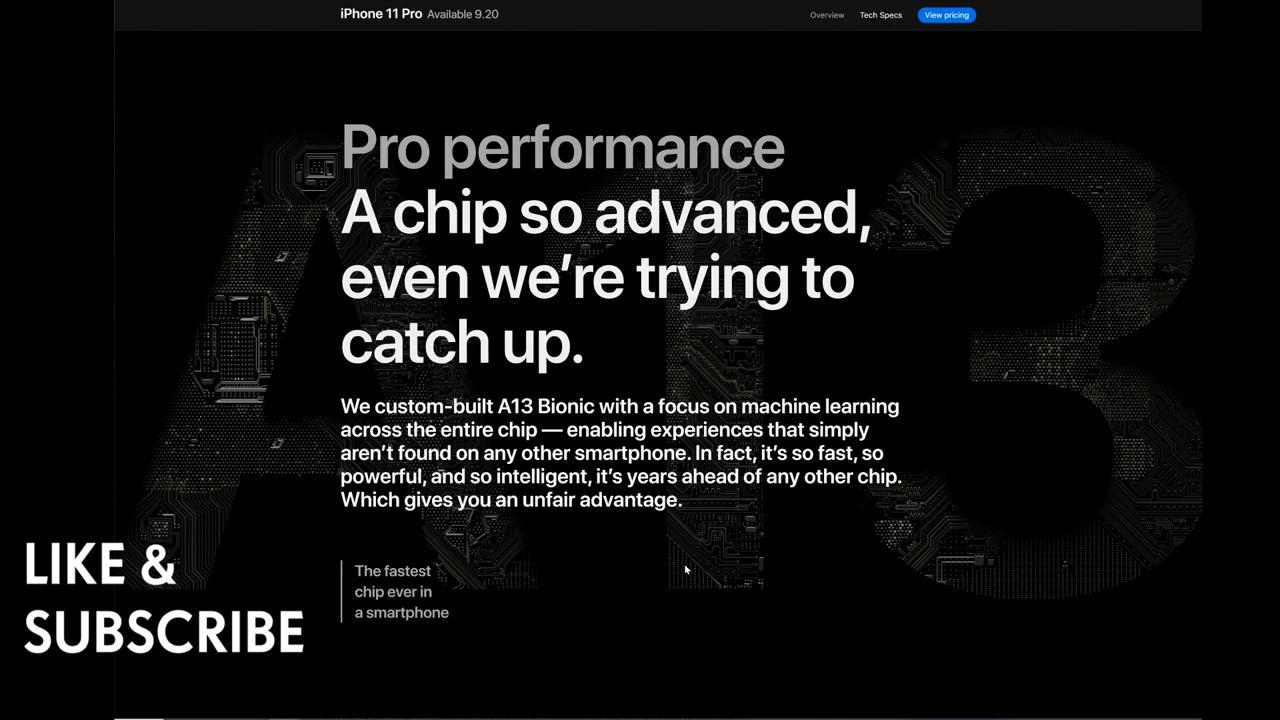 iPhone 11 Pro Available 9.20
Overview Tech Specs View pricing
Pro performance
A chip so advanced,
even we’re trying to
catch up.
We custom-built A13 Bionic with a focus on machine learning
across the entire chip — enabling experiences that simply
aren’t found on any other smartphone. In fact, it’s so fast, so
powerful, and so intelligent, it’s years ahead of any other chip.
Which gives you an unfair advantage.
The fastest
chip ever in
a smartphone
A13
LIKE &
SUBSCRIBE